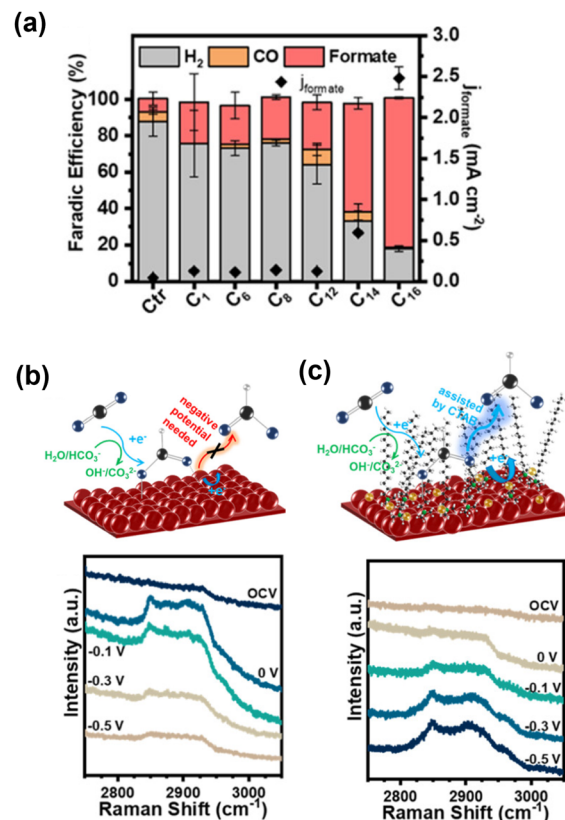 (a)
H₂ CO Formate
j_formate
Faradic Efficiency (%)
100
80
60
40
20
0
3.0
2.5
2.0
1.5
1.0
0.5
0.0
j_formate (mA cm⁻²)
Ctr C₁ C₆ C₈ C₁₂ C₁₄ C₁₆
(b)
+e⁻
H₂O/HCO₃⁻
OH⁻/CO₃²⁻
negative
potential
needed
+e⁻
Intensity (a.u.)
OCV
0 V
-0.1 V
-0.3 V
-0.5 V
2800 2900 3000
Raman Shift (cm⁻¹)
(c)
+e⁻
H₂O/HCO₃⁻
OH⁻/CO₃²⁻
assisted
by CTAB
+e⁻
Intensity (a.u.)
OCV
0 V
-0.1 V
-0.3 V
-0.5 V
2800 2900 3000
Raman Shift (cm⁻¹)